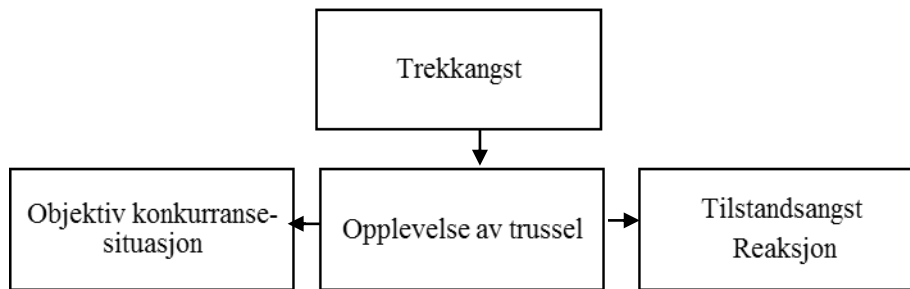 Trekkangst
Objektiv konkurranse-
-situasjon
Opplevelse av trussel
Tilstandsangst
Reaksjon